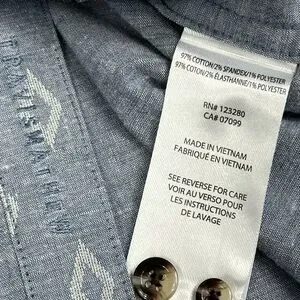 TRAVISMATHEW
97% COTTON/2% SPANDEX/1% POLYESTER
97% COTON/2% ÉLASTHANNE/1% POLYESTER
RN# 123280
CA# 07099
MADE IN VIETNAM
FABRIQUÉ EN VIETNAM
SEE REVERSE FOR CARE
VOIR AU VERSO POUR
LES INSTRUCTIONS
DE LAVAGE